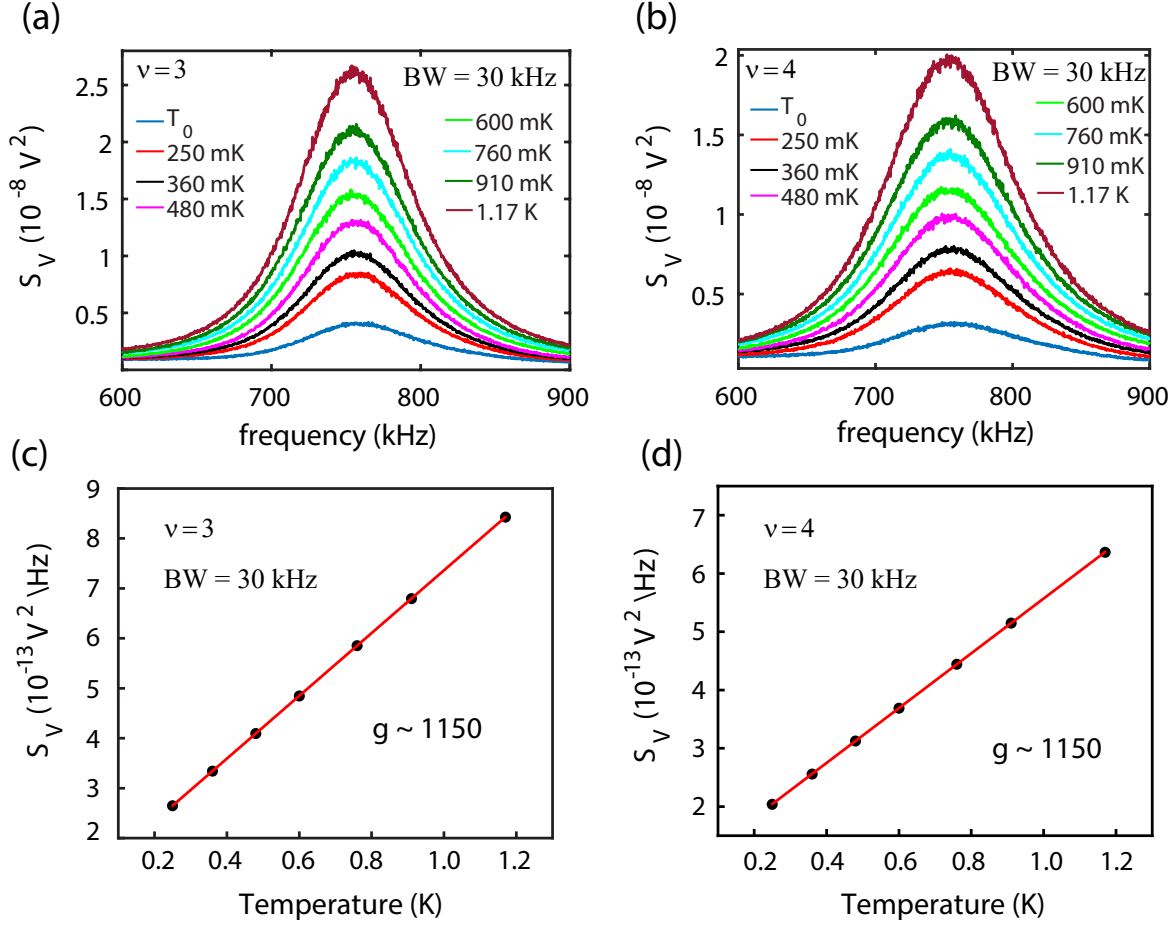 (a)
ν = 3
BW = 30 kHz
T0
250 mK
360 mK
480 mK
600 mK
760 mK
910 mK
1.17 K
2.5
2
1.5
1
0.5
600
700
800
900
S_V (10^-8 V^2)
frequency (kHz)
(b)
ν = 4
BW = 30 kHz
T0
250 mK
360 mK
480 mK
600 mK
760 mK
910 mK
1.17 K
2
1.5
1
0.5
600
700
800
900
S_V (10^-8 V^2)
frequency (kHz)
(c)
ν = 3
BW = 30 kHz
g ~ 1150
9
8
7
6
5
4
3
2
0.2
0.4
0.6
0.8
1.0
1.2
S_V (10^-13 V^2 \Hz)
Temperature (K)
(d)
ν = 4
BW = 30 kHz
g ~ 1150
7
6
5
4
3
2
0.2
0.4
0.6
0.8
1.0
1.2
S_V (10^-13 V^2 \Hz)
Temperature (K)